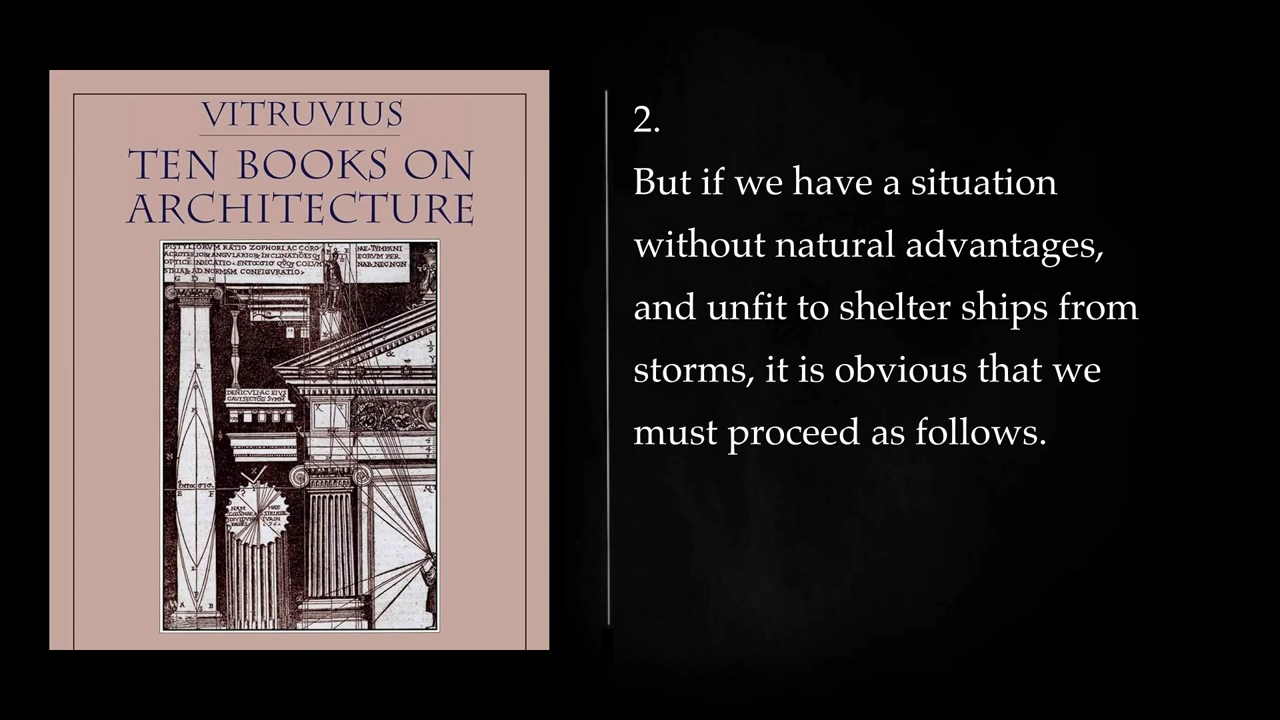 VITRUVIUS
TEN BOOKS ON
ARCHITECTURE
2.
But if we have a situation
without natural advantages,
and unfit to shelter ships from
storms, it is obvious that we
must proceed as follows.